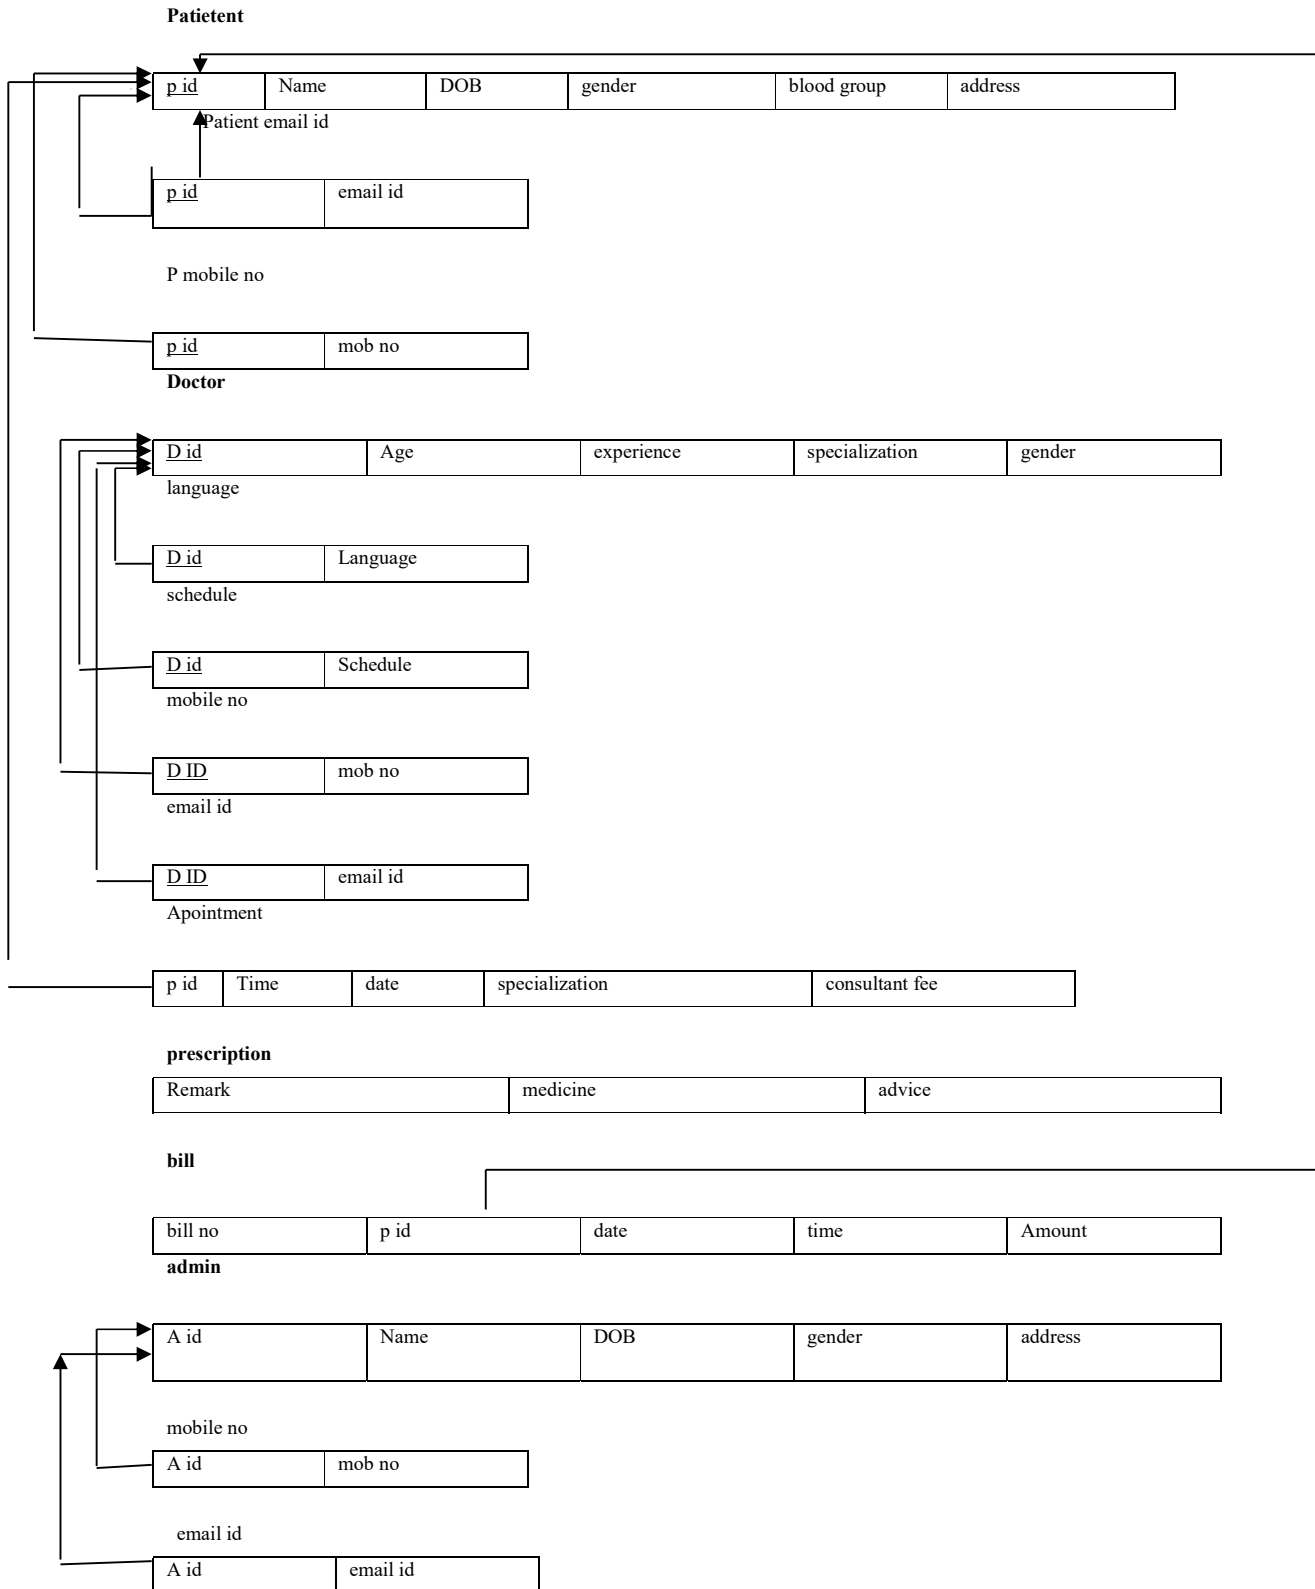 Patietent
p id Name DOB gender blood group address
Patient email id
p id email id
P mobile no
p id mob no
Doctor
D id Age experience specialization gender
language
D id Language
schedule
D id Schedule
mobile no
D ID mob no
email id
D ID email id
Apointment
p id Time date specialization consultant fee
prescription
Remark medicine advice
bill
bill no p id date time Amount
admin
A id Name DOB gender address
mobile no
A id mob no
email id
A id email id